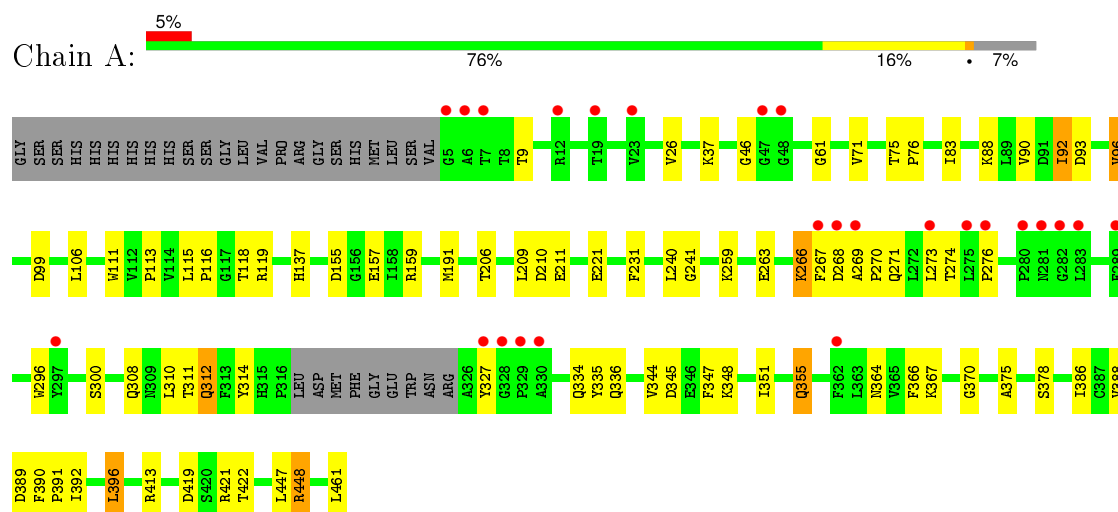 5%
Chain A:
76% 16% • 7%
GLY SER SER HIS HIS HIS HIS HIS HIS SER SER GLY LEU VAL PRO ARG GLY SER HIS MET LEU SER VAL G5 A6 T7 T8 T9 R12 T19 V23 V26 K37 G46 G47 G48 G61 V71 T75 P76 I83 K88 L89 V90 D91 I92 D93 V96
D99 L106 W111 V112 P113 V114 L115 P116 G117 T118 R119 H137 D155 G156 E157 I158 R159 M191 T206 L209 D210 E211 E221 F231 L240 G241 K259 E263 K266 F267 D268 A269 P270 Q271 L272 L273 T274 L275 P276 P280 N281 G282 L283
W296 Y297 S300 Q308 N309 L310 T311 Q312 F313 Y314 H315 P316 LEU ASP MET PHE GLY GLU TRP ASN ARG A326 Y327 G328 P329 A330 Q334 Y335 Q336 V344 D345 E346 F347 K348 I351 Q355 F362 L363 N364 V365 F366 K367 G370 A375 S378 I386 C387
D389 F390 P391 I392 L396 R413 D419 S420 R421 T422 L447 R448 L461